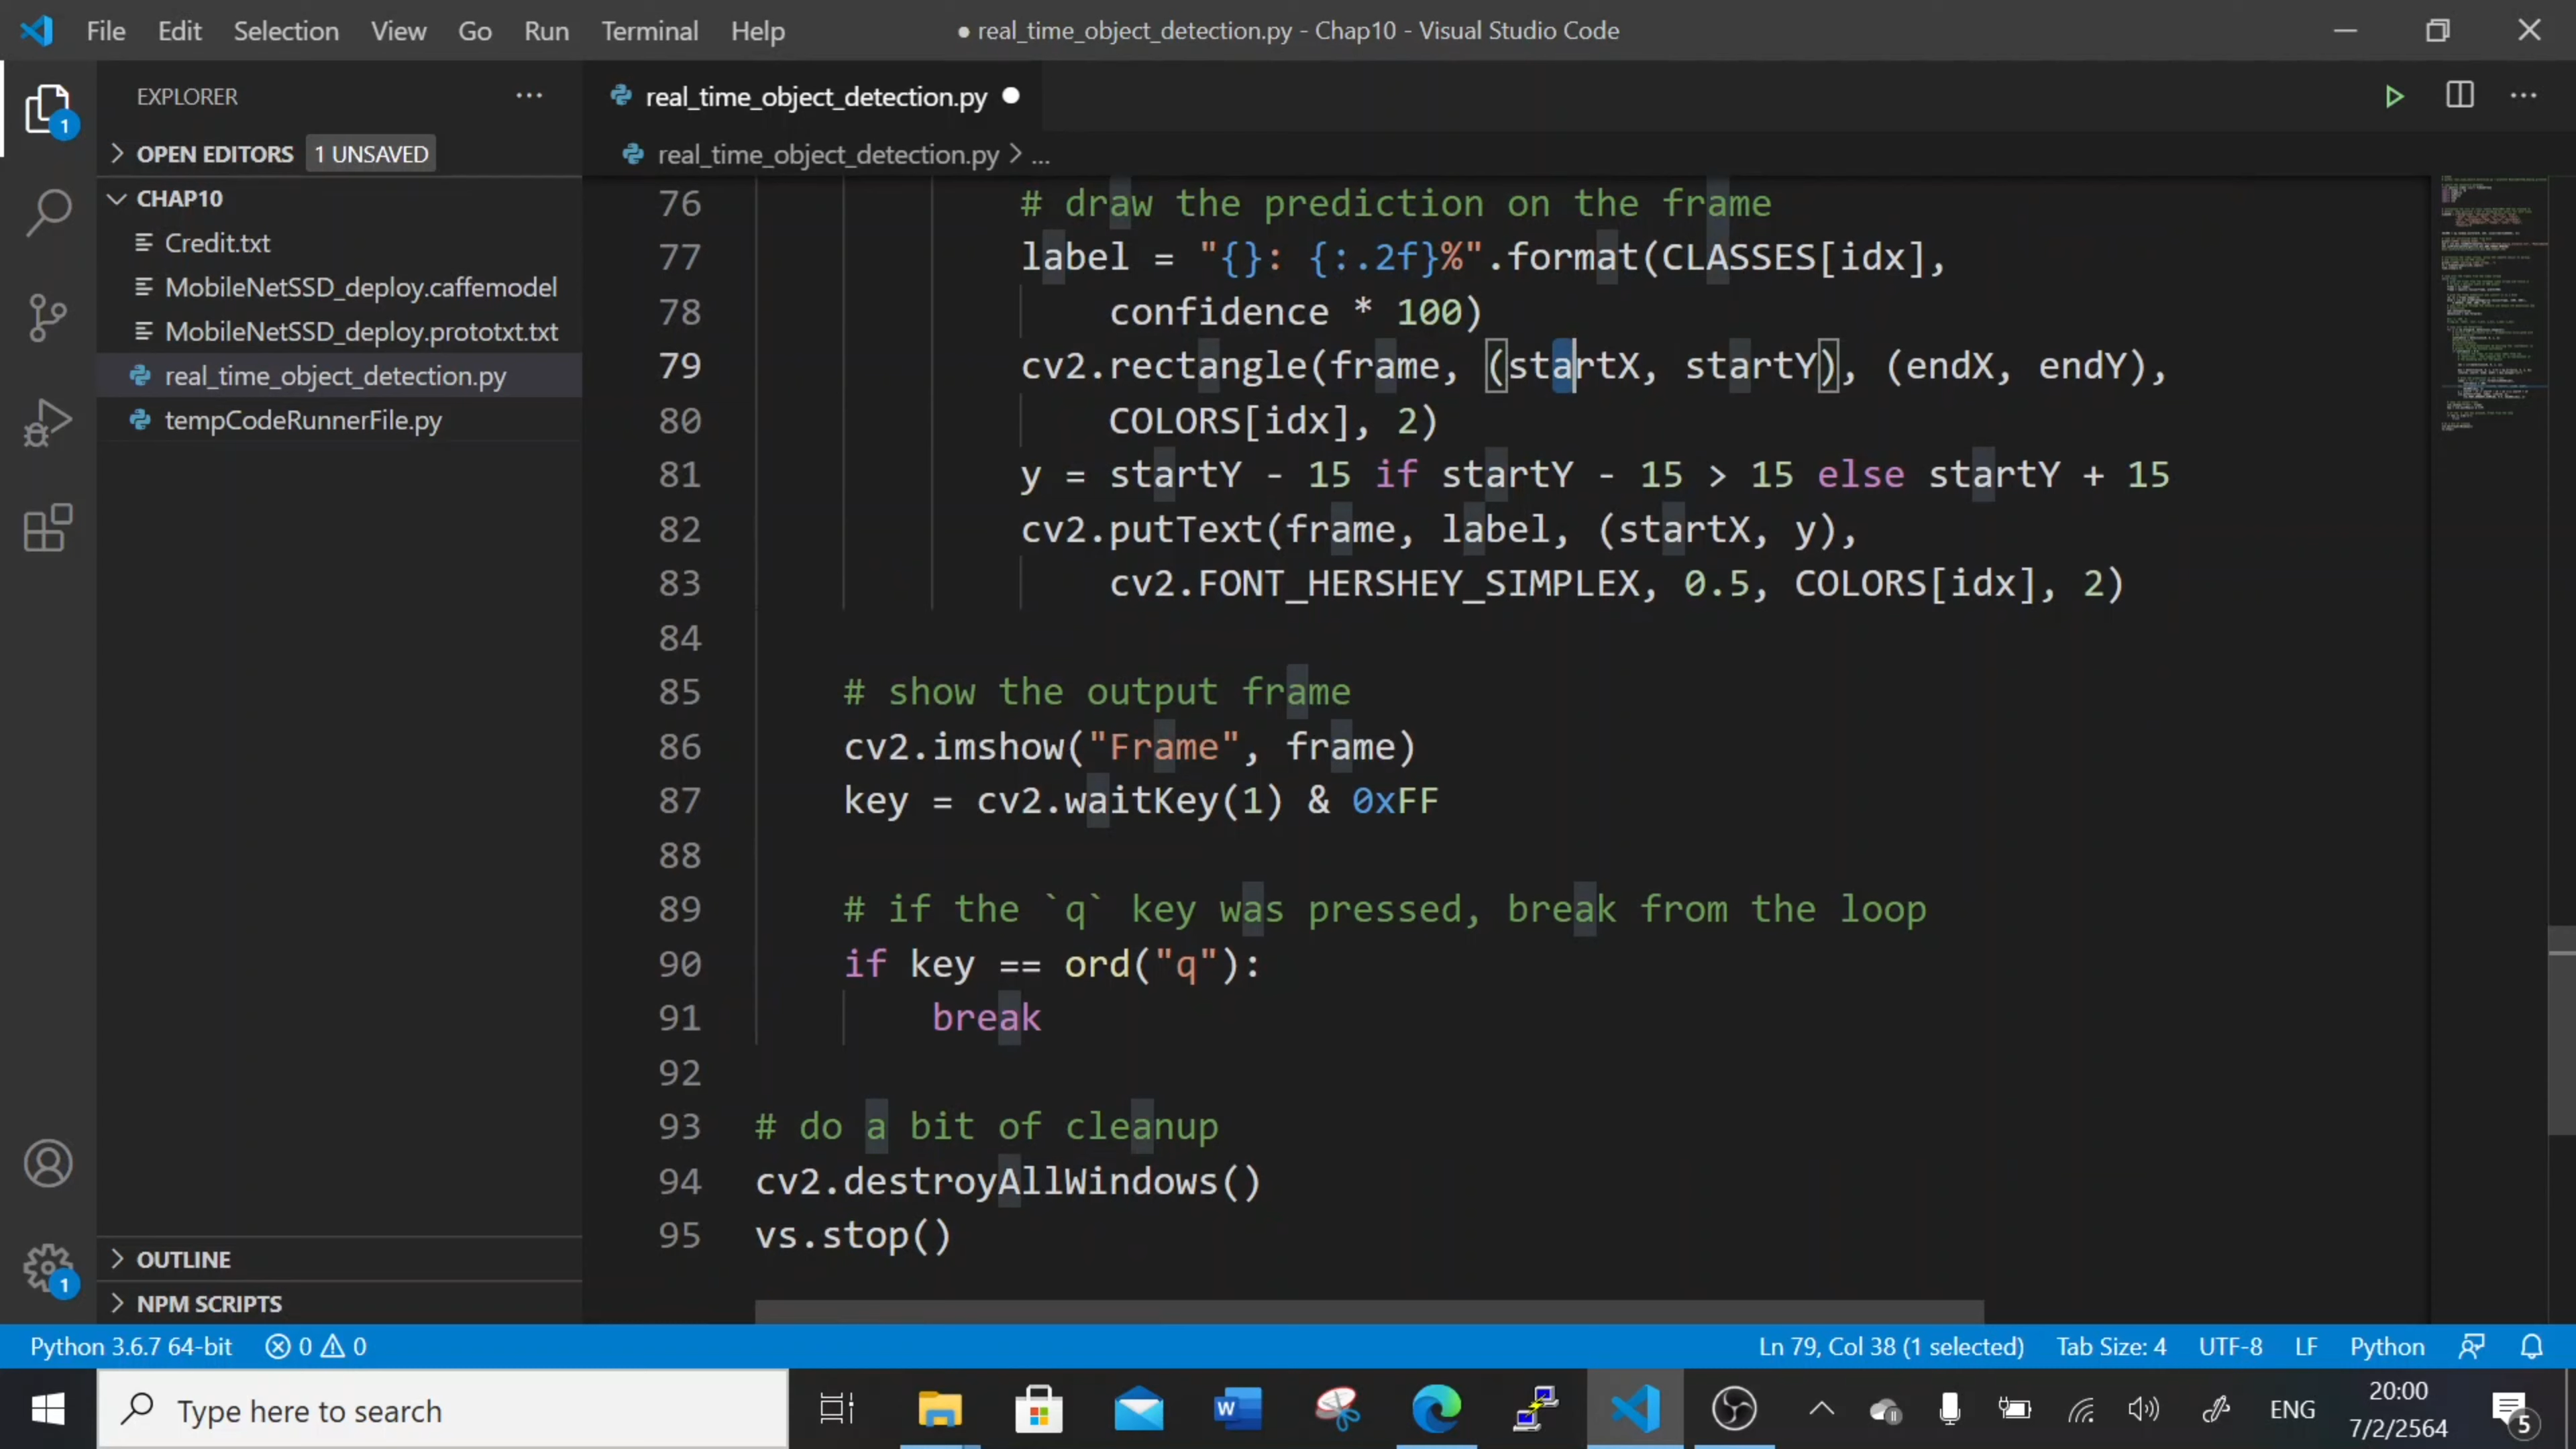 File Edit Selection View Go Run Terminal Help ● real_time_object_detection.py - Chap10 - Visual Studio Code
EXPLORER ...
OPEN EDITORS 1 UNSAVED
CHAP10
Credit.txt
MobileNetSSD_deploy.caffemodel
MobileNetSSD_deploy.prototxt.txt
real_time_object_detection.py
tempCodeRunnerFile.py
OUTLINE
NPM SCRIPTS
1
1
real_time_object_detection.py ●
real_time_object_detection.py > ...
76 # draw the prediction on the frame
77 label = "{}: {:.2f}%".format(CLASSES[idx],
78 confidence * 100)
79 cv2.rectangle(frame, (startX, startY), (endX, endY),
80 COLORS[idx], 2)
81 y = startY - 15 if startY - 15 > 15 else startY + 15
82 cv2.putText(frame, label, (startX, y),
83 cv2.FONT_HERSHEY_SIMPLEX, 0.5, COLORS[idx], 2)
84
85 # show the output frame
86 cv2.imshow("Frame", frame)
87 key = cv2.waitKey(1) & 0xFF
88
89 # if the `q` key was pressed, break from the loop
90 if key == ord("q"):
91 break
92
93 # do a bit of cleanup
94 cv2.destroyAllWindows()
95 vs.stop()
Python 3.6.7 64-bit 0 0 Ln 79, Col 38 (1 selected) Tab Size: 4 UTF-8 LF Python
Type here to search
W
ENG
20:00
7/2/2564
5